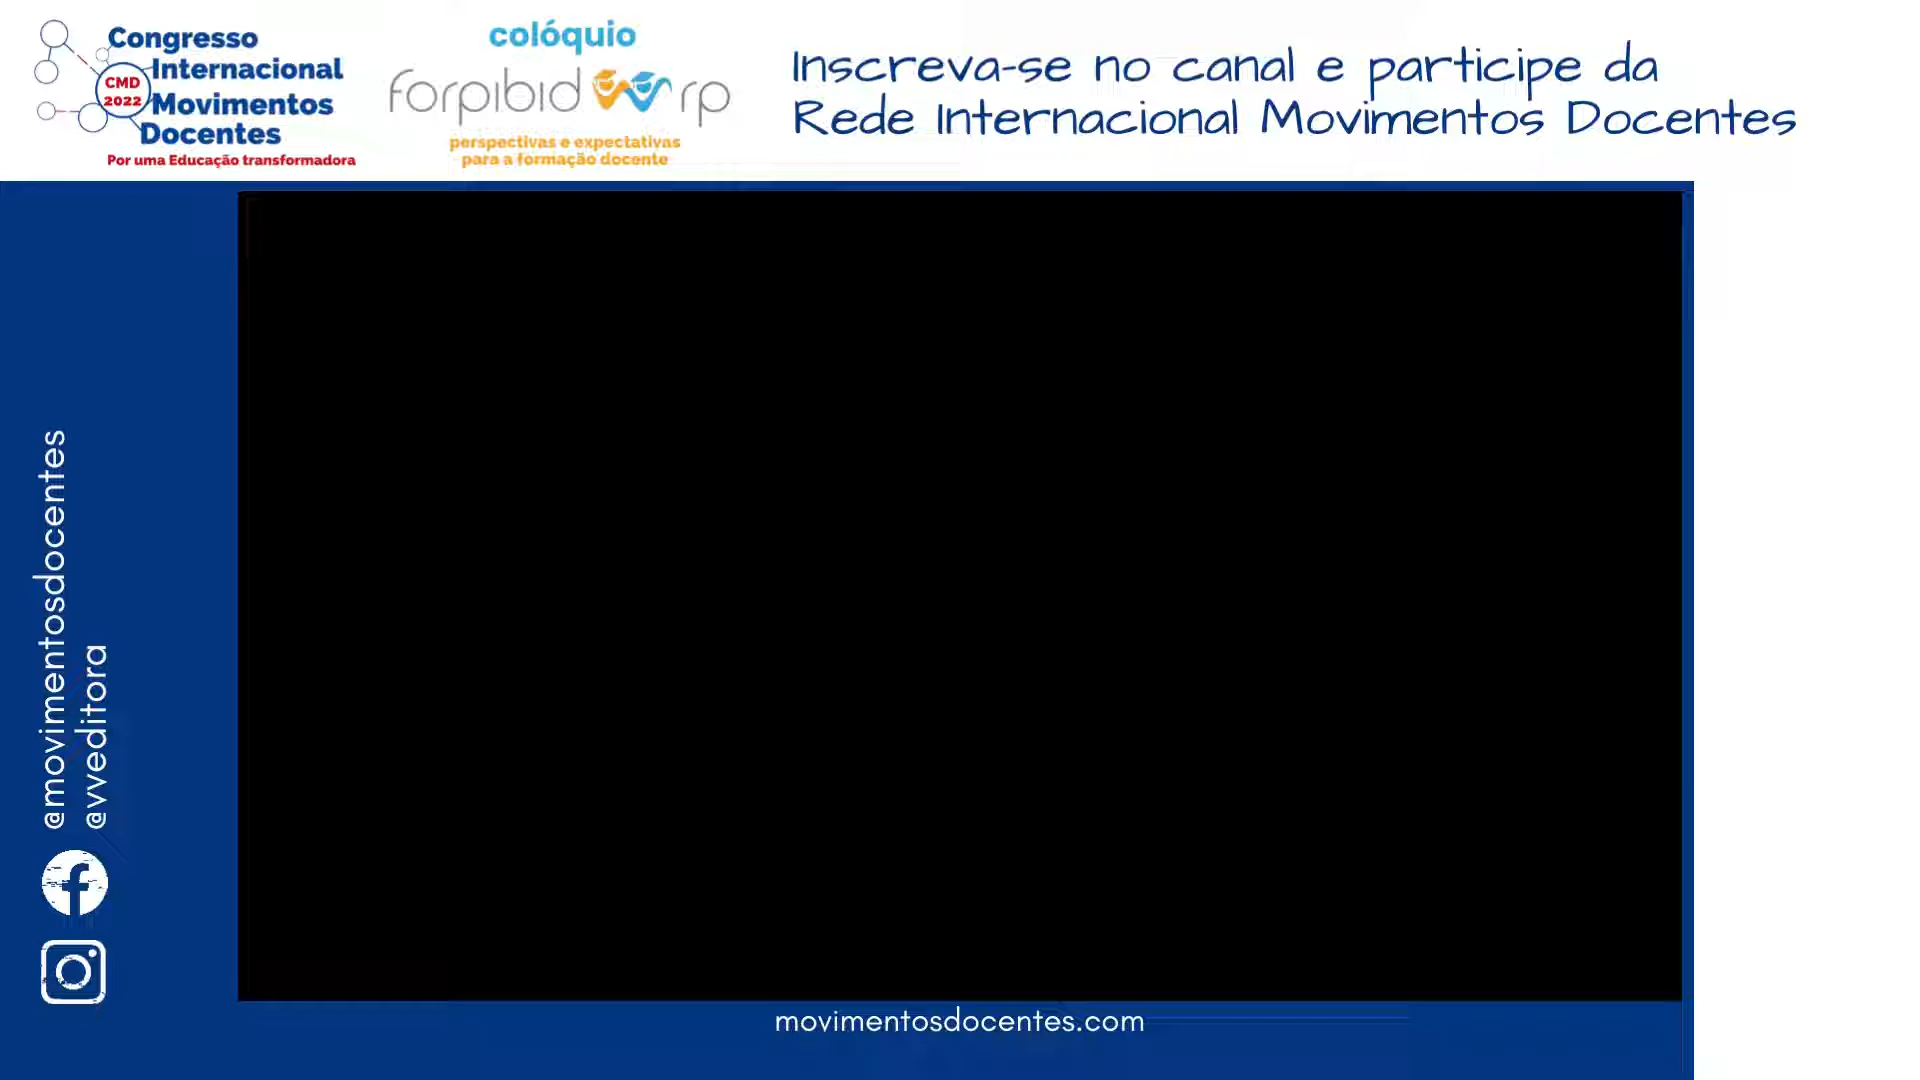 Congresso
Internacional
CMD
2022
Movimentos
Docentes
Por uma Educação transformadora
colóquio
forpibid rp
perspectivas e expectativas
para a formação docente
Inscreva-se no canal e participe da
Rede Internacional Movimentos Docentes
@movimentosdocentes
@vveditora
movimentosdocentes.com